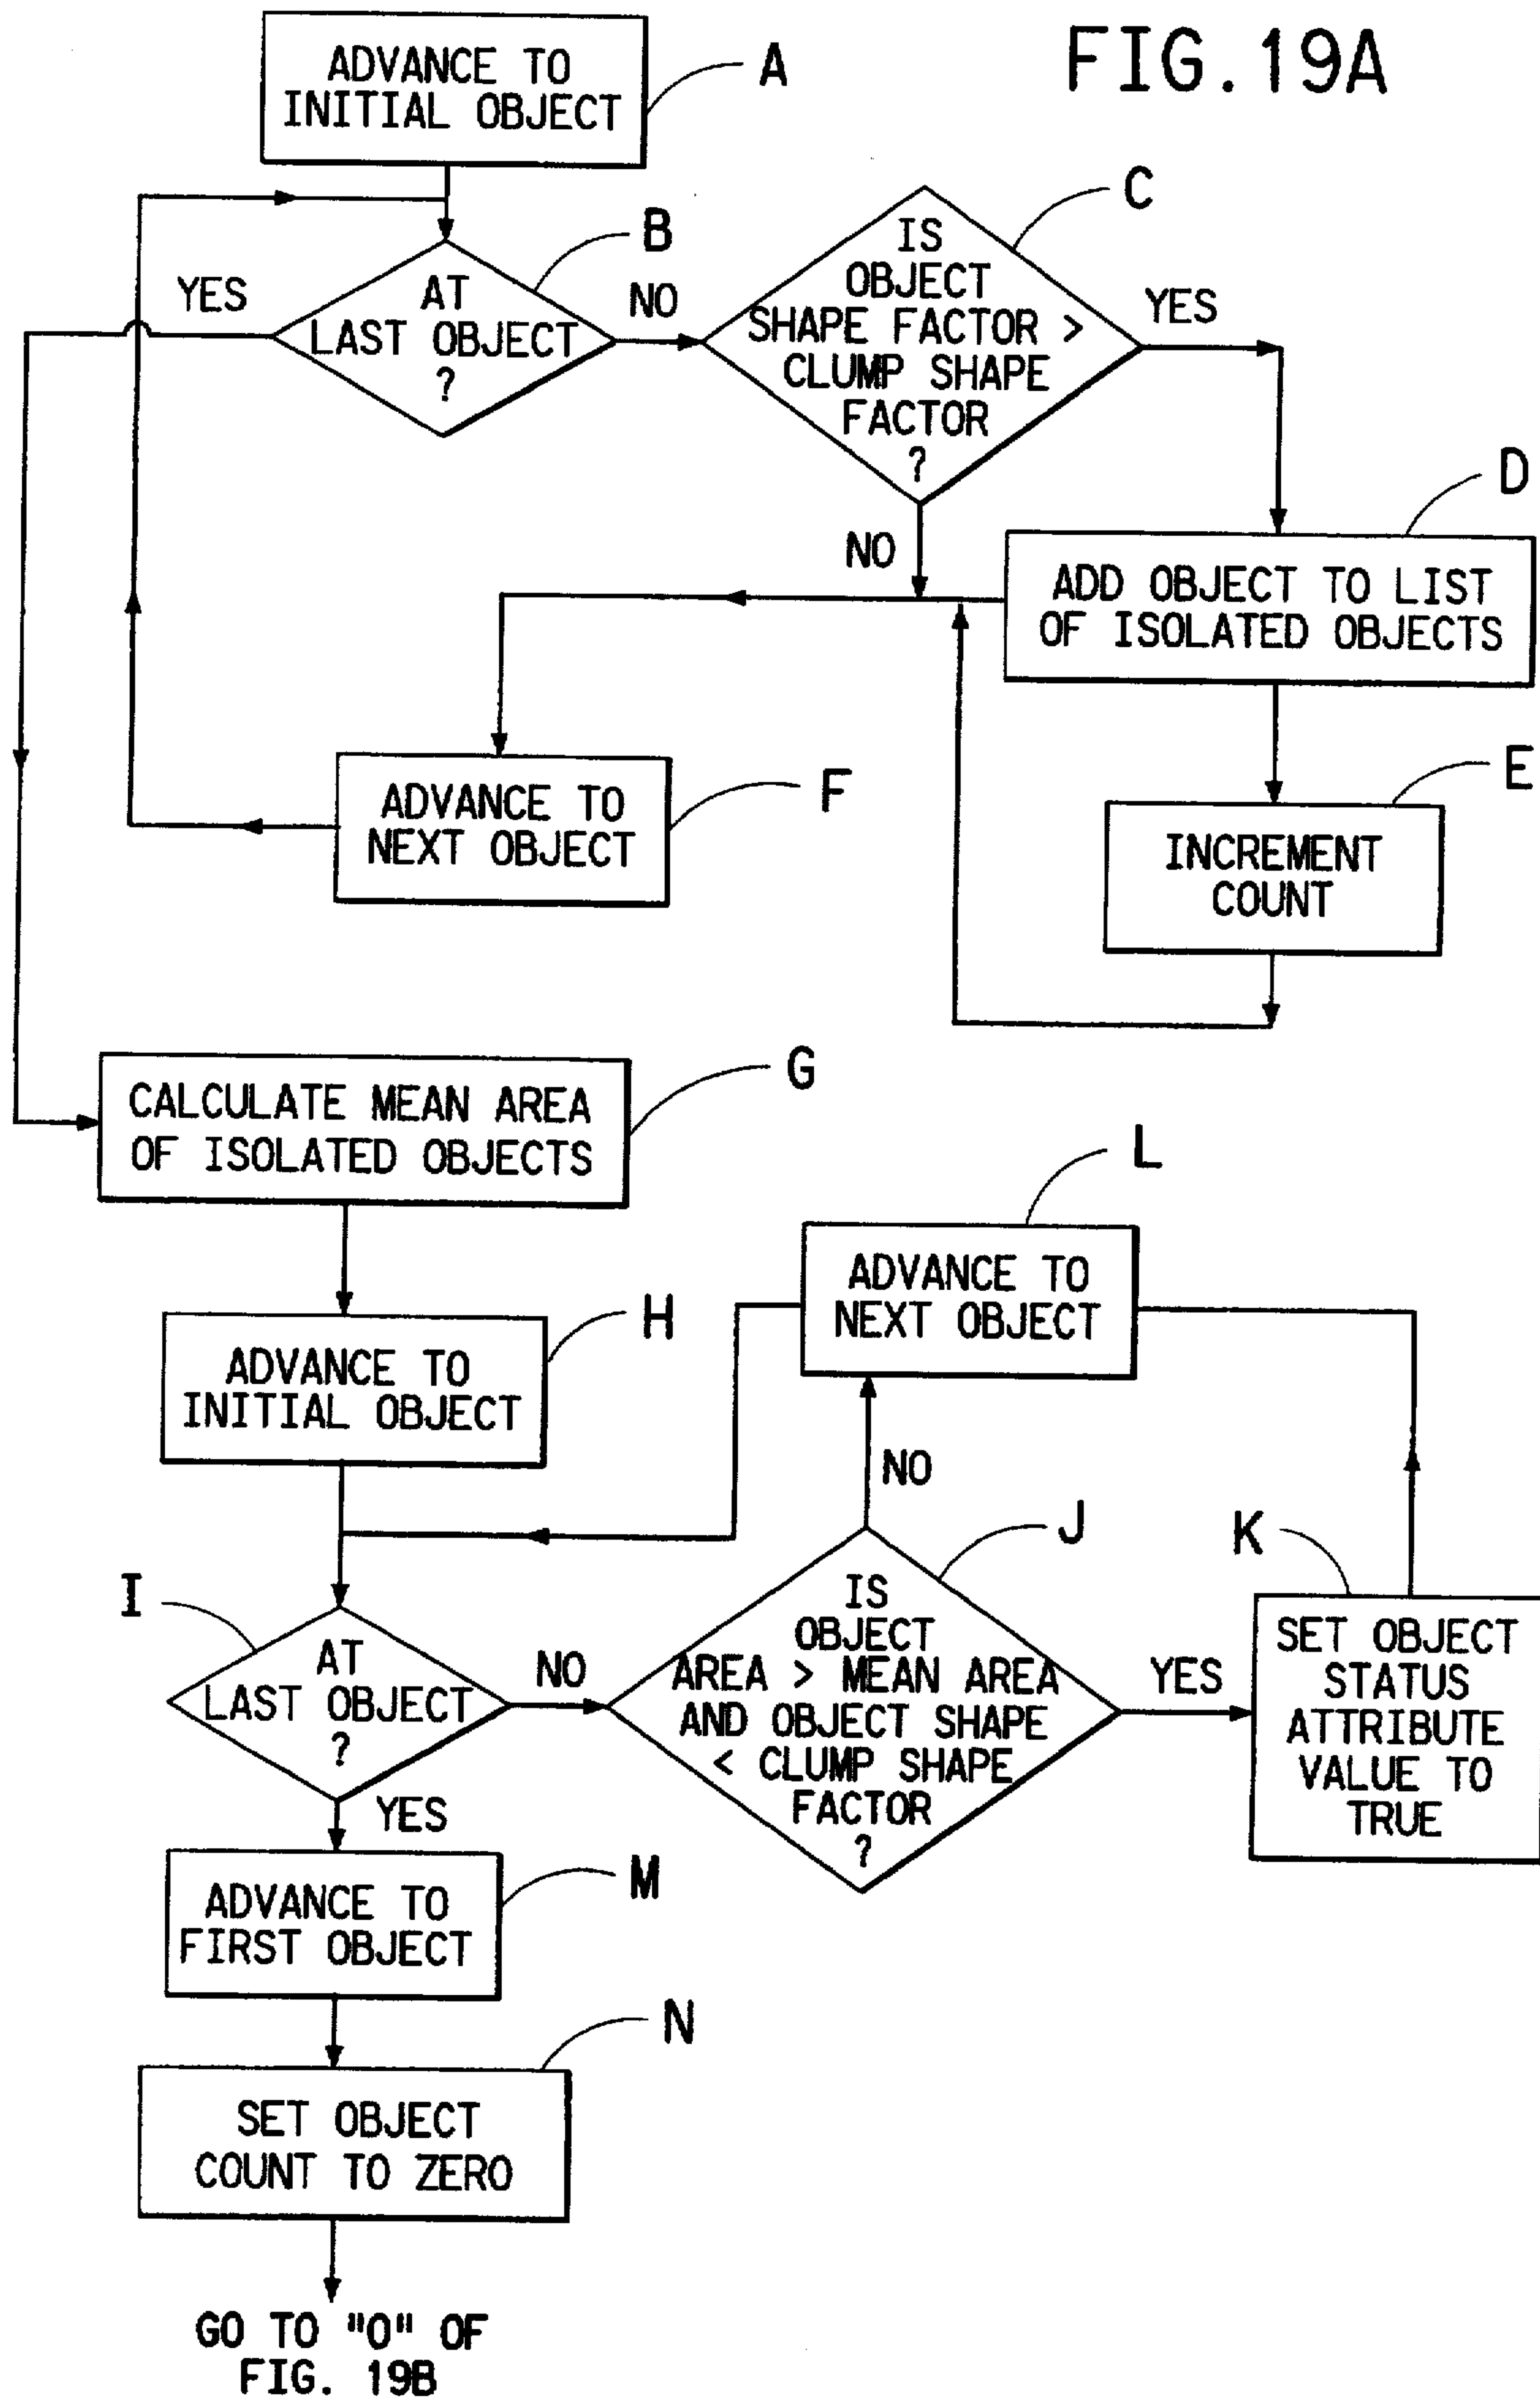 FIG. 19A
ADVANCE TO
INITIAL OBJECT
A
B
AT
LAST OBJECT
?
YES
NO
C
IS
OBJECT
SHAPE FACTOR >
CLUMP SHAPE
FACTOR
?
YES
NO
D
ADD OBJECT TO LIST
OF ISOLATED OBJECTS
E
INCREMENT
COUNT
F
ADVANCE TO
NEXT OBJECT
G
CALCULATE MEAN AREA
OF ISOLATED OBJECTS
H
ADVANCE TO
INITIAL OBJECT
L
ADVANCE TO
NEXT OBJECT
I
AT
LAST OBJECT
?
NO
YES
J
IS
OBJECT
AREA > MEAN AREA
AND OBJECT SHAPE
< CLUMP SHAPE
FACTOR
?
NO
YES
K
SET OBJECT
STATUS
ATTRIBUTE
VALUE TO
TRUE
M
ADVANCE TO
FIRST OBJECT
N
SET OBJECT
COUNT TO ZERO
GO TO "O" OF
FIG. 19B